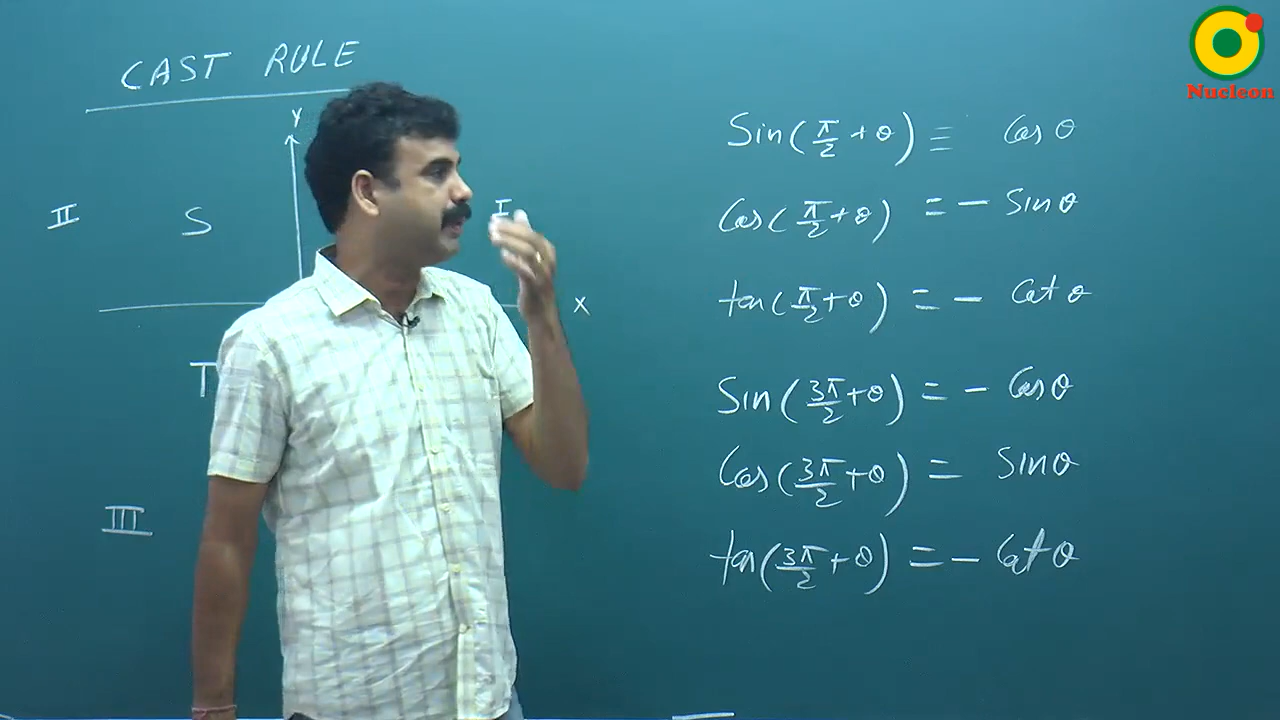 CAST RULE
Y
II
S
I
X
T
III
Sin(π/2 + θ) ≡ Cos θ
Cos(π/2 + θ) = − Sin θ
tan(π/2 + θ) = − Cot θ
Sin(3π/2 + θ) = − Cos θ
Cos(3π/2 + θ) = Sin θ
tan(3π/2 + θ) = − Cot θ
Nucleon